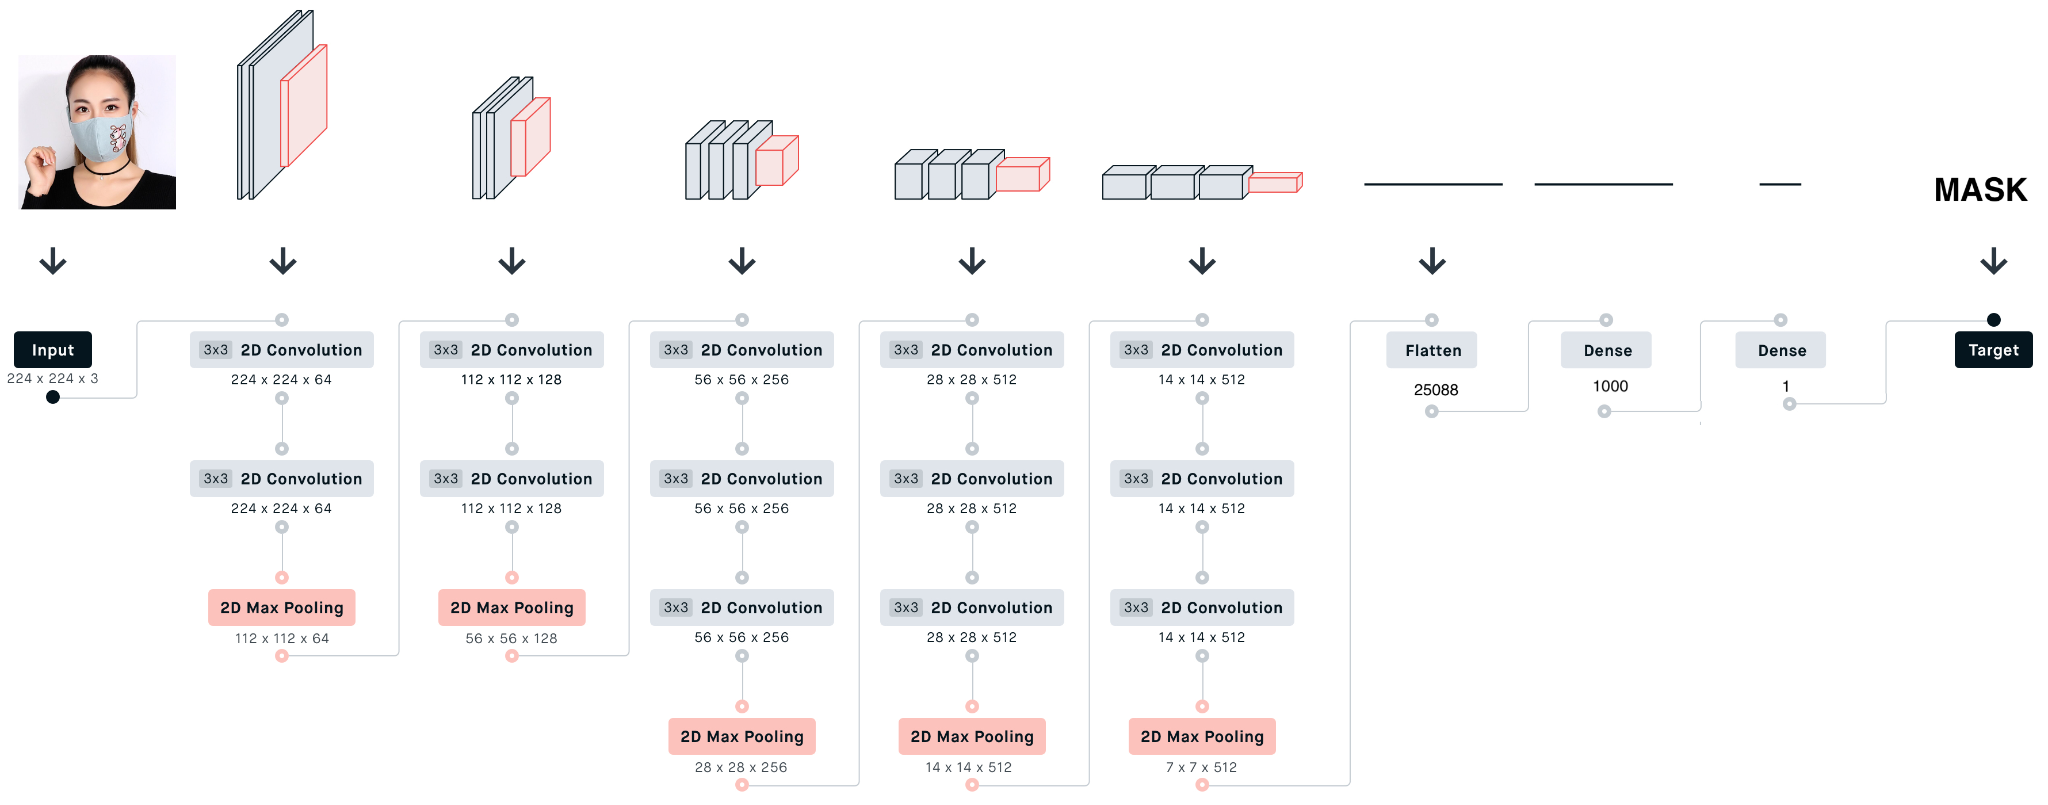 MASK
Input
224 x 224 x 3
3x3 2D Convolution
224 x 224 x 64
3x3 2D Convolution
224 x 224 x 64
2D Max Pooling
112 x 112 x 64
3x3 2D Convolution
112 x 112 x 128
3x3 2D Convolution
112 x 112 x 128
2D Max Pooling
56 x 56 x 128
3x3 2D Convolution
56 x 56 x 256
3x3 2D Convolution
56 x 56 x 256
3x3 2D Convolution
56 x 56 x 256
2D Max Pooling
28 x 28 x 256
3x3 2D Convolution
28 x 28 x 512
3x3 2D Convolution
28 x 28 x 512
3x3 2D Convolution
28 x 28 x 512
2D Max Pooling
14 x 14 x 512
3x3 2D Convolution
14 x 14 x 512
3x3 2D Convolution
14 x 14 x 512
3x3 2D Convolution
14 x 14 x 512
2D Max Pooling
7 x 7 x 512
Flatten
25088
Dense
1000
Dense
1
Target